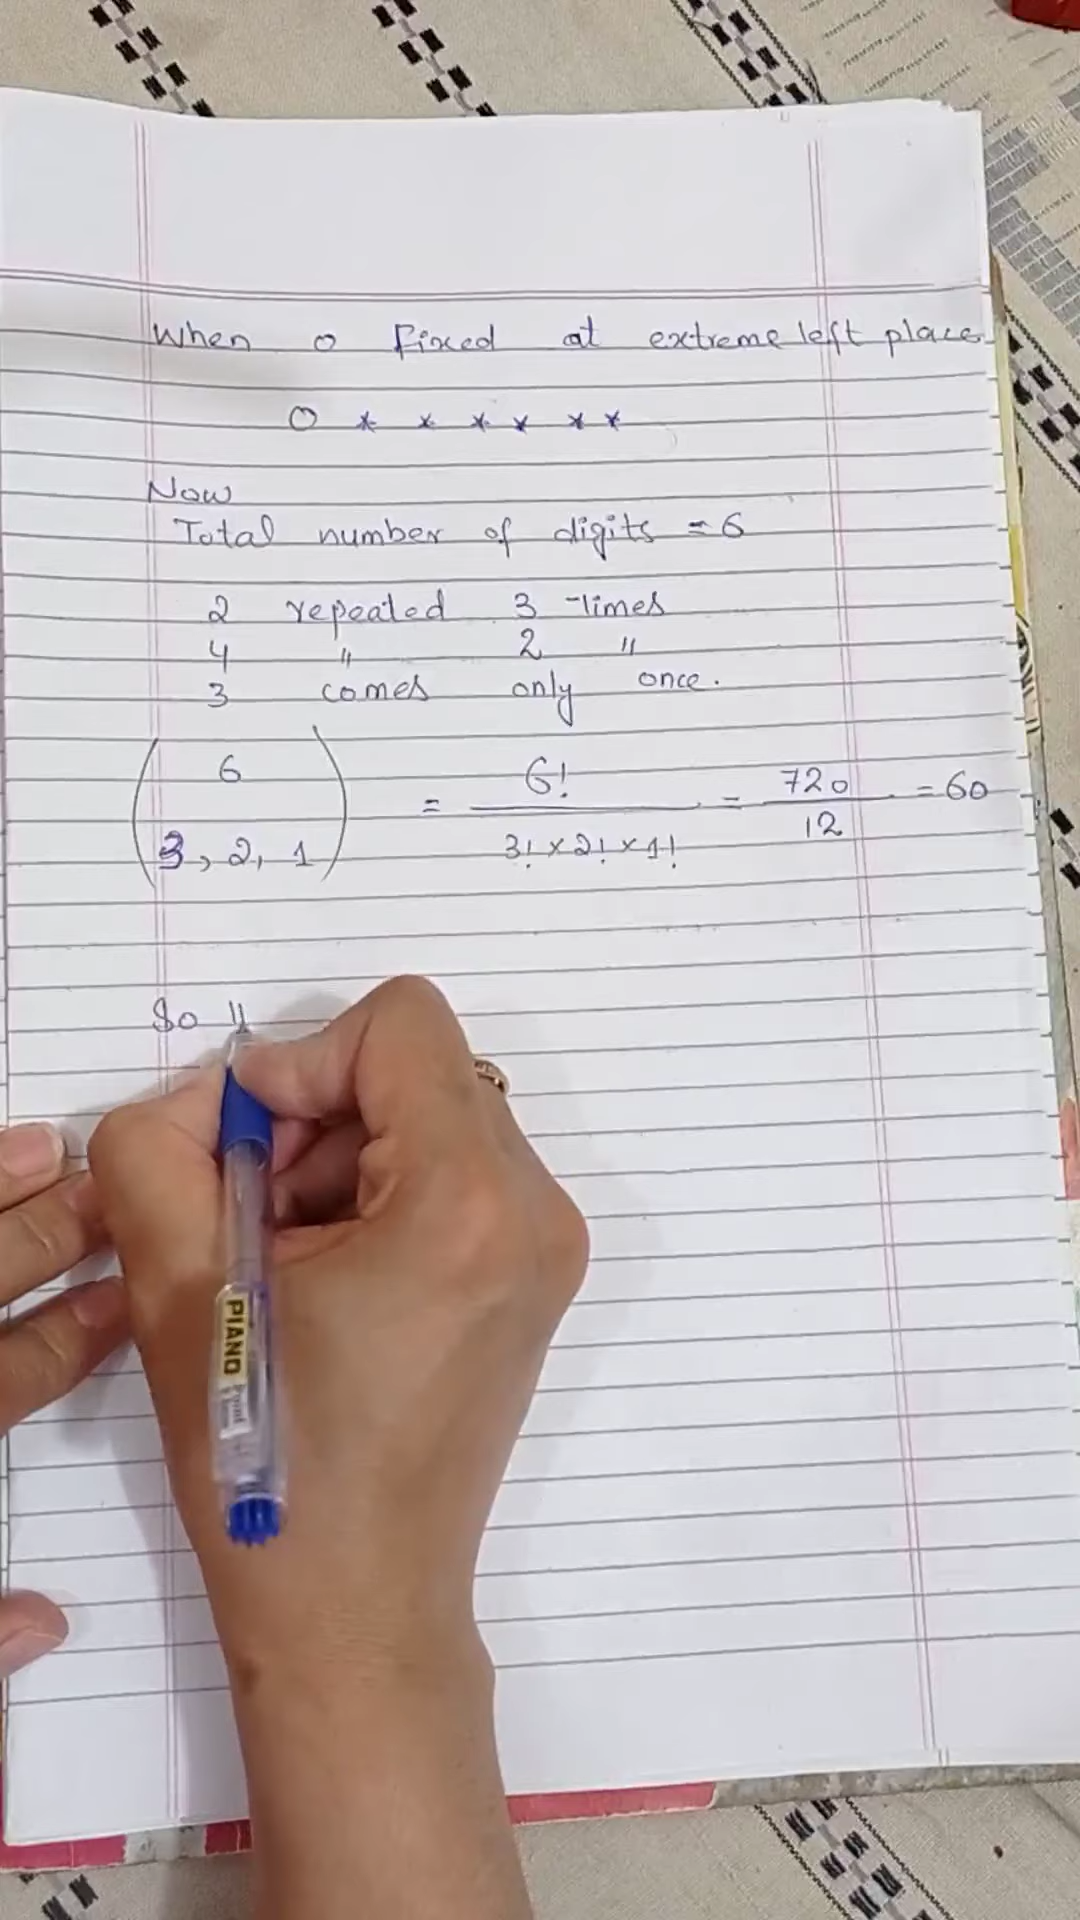 When 0 fixed at extreme left place.
0 * * * * * *
Now
Total number of digits = 6
2 repeated 3 times
4 " 2 "
3 comes only once.
( 6 ) = 6! = 720 = 60
3, 2, 1 3! × 2! × 1! 12
So
PIANO
Point